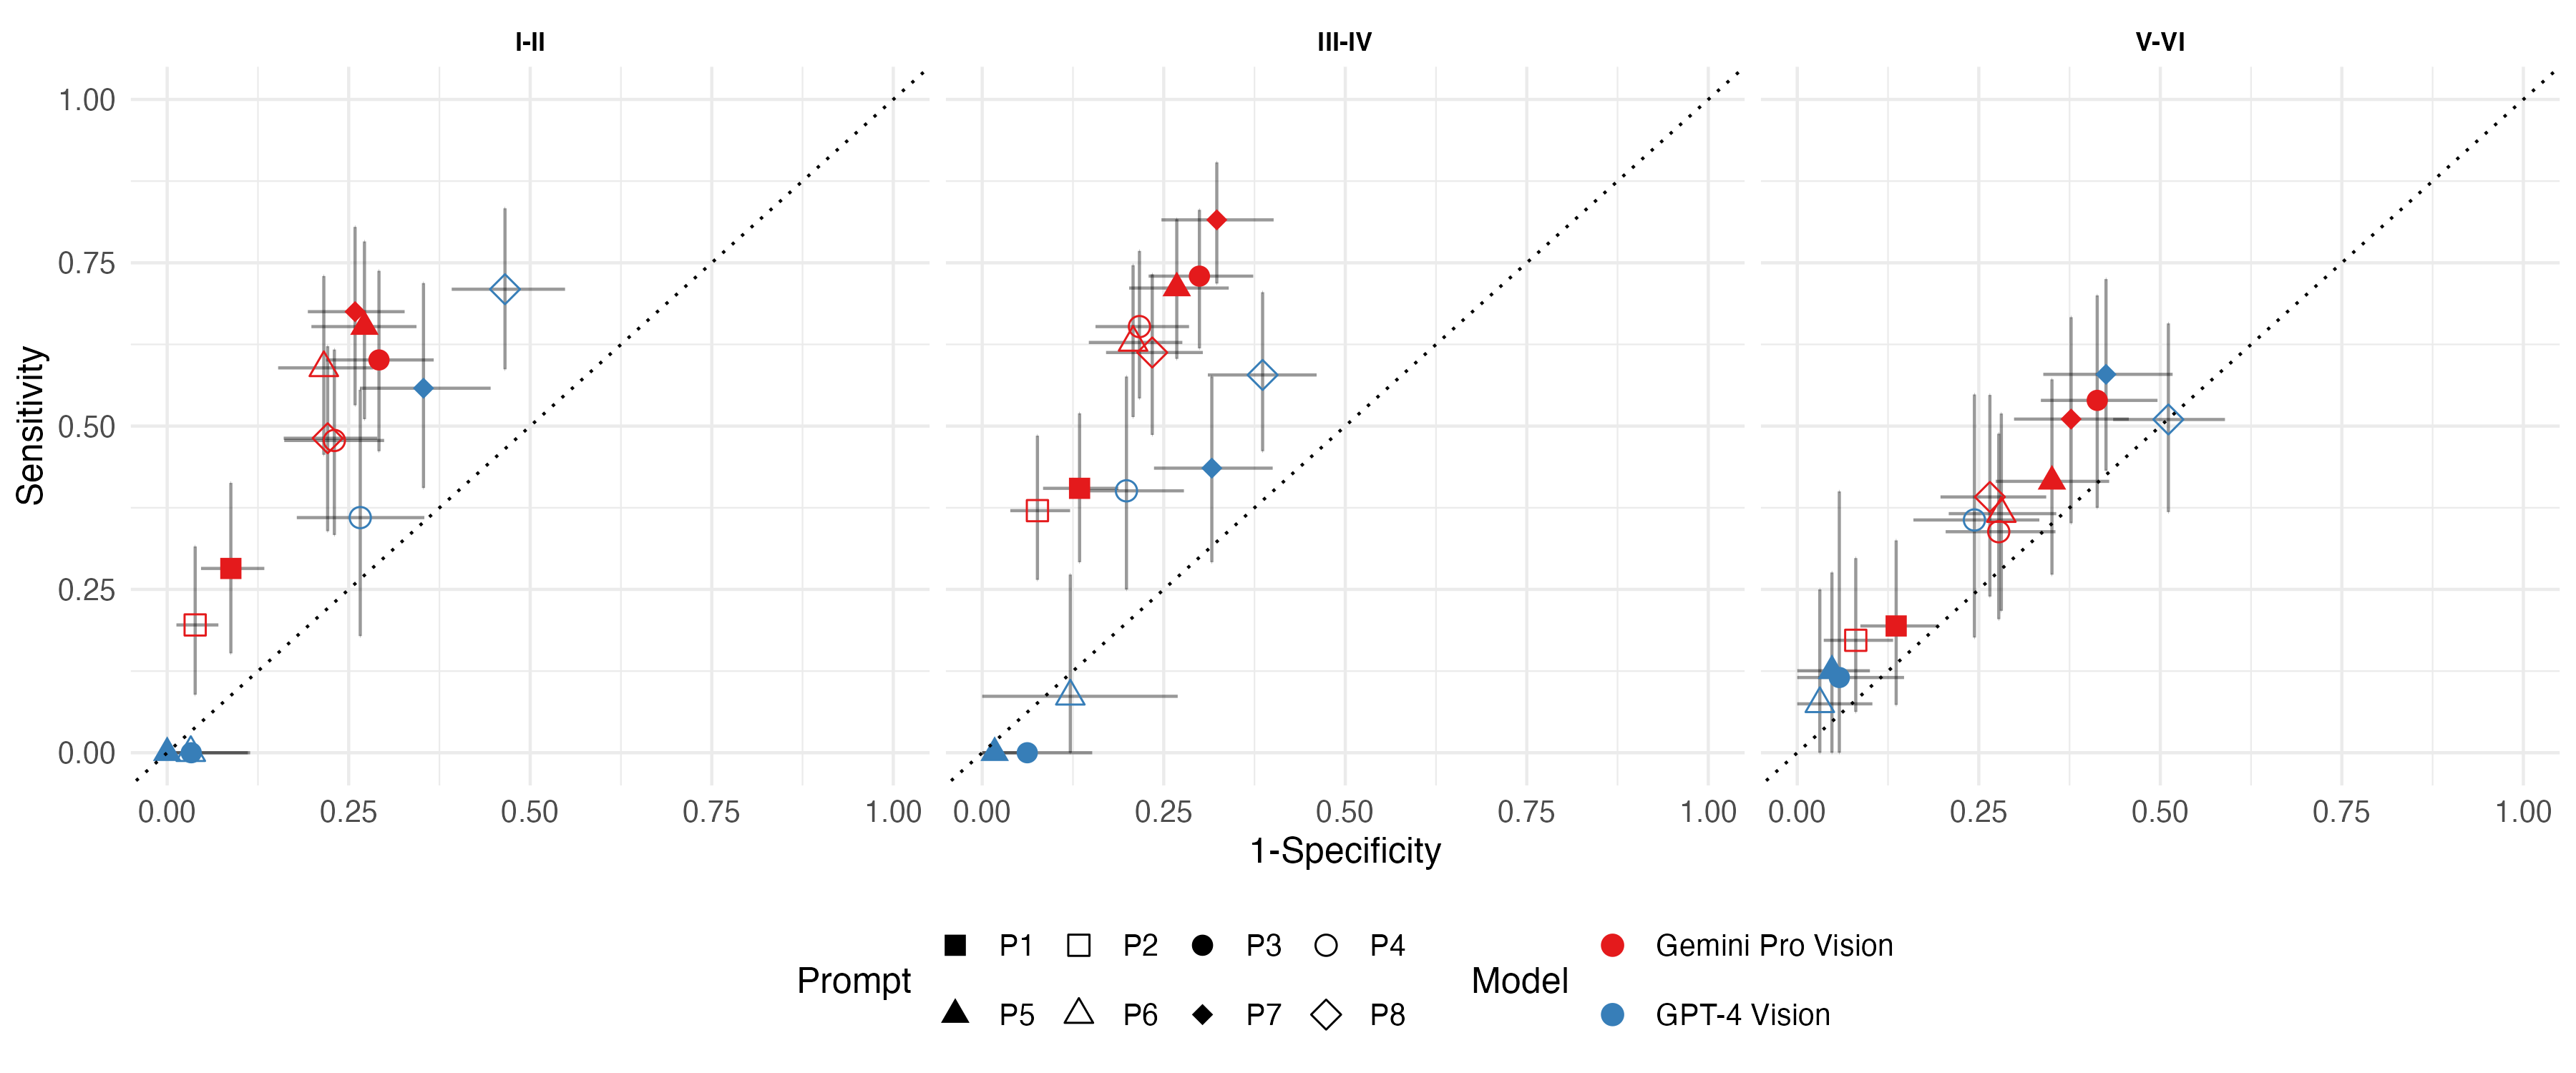 I-II III-IV V-VI
1.00
0.75
0.50
0.25
0.00
Sensitivity
0.00 0.25 0.50 0.75 1.00 0.00 0.25 0.50 0.75 1.00 0.00 0.25 0.50 0.75 1.00
1-Specificity
Prompt
P1 P2 P3 P4
P5 P6 P7 P8
Model
Gemini Pro Vision
GPT-4 Vision